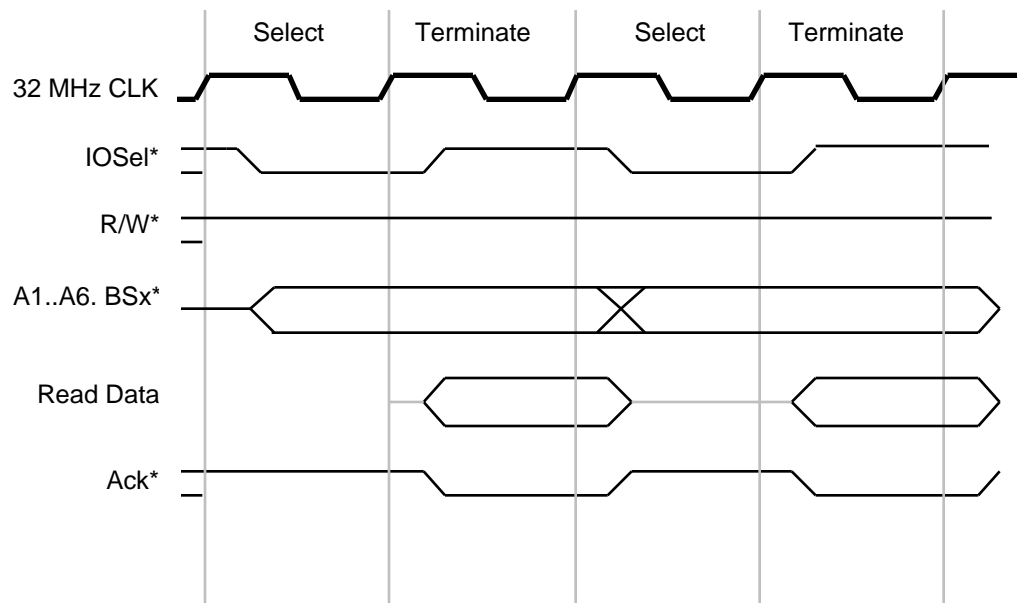 Select Terminate Select Terminate
32 MHz CLK
IOSel*
R/W*
A1..A6. BSx*
Read Data
Ack*